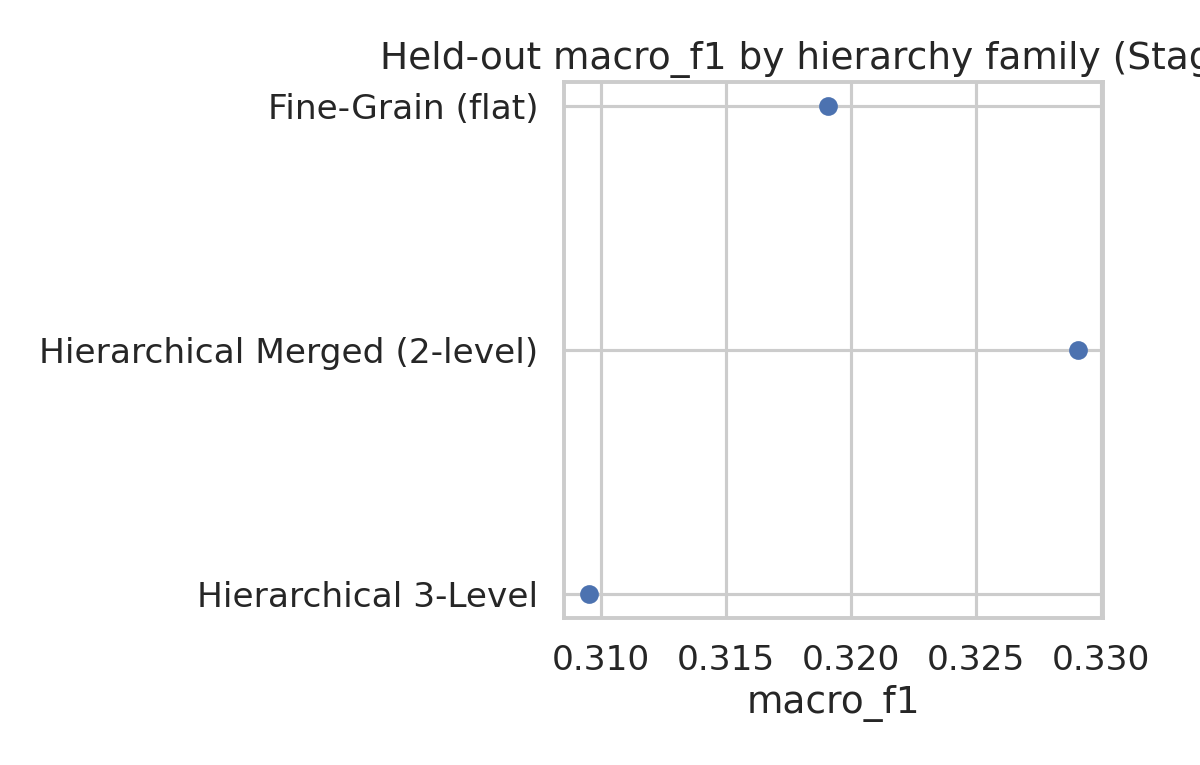 Held-out macro_f1 by hierarchy family (Stag
Fine-Grain (flat)
Hierarchical Merged (2-level)
Hierarchical 3-Level
0.310 0.315 0.320 0.325 0.330
macro_f1